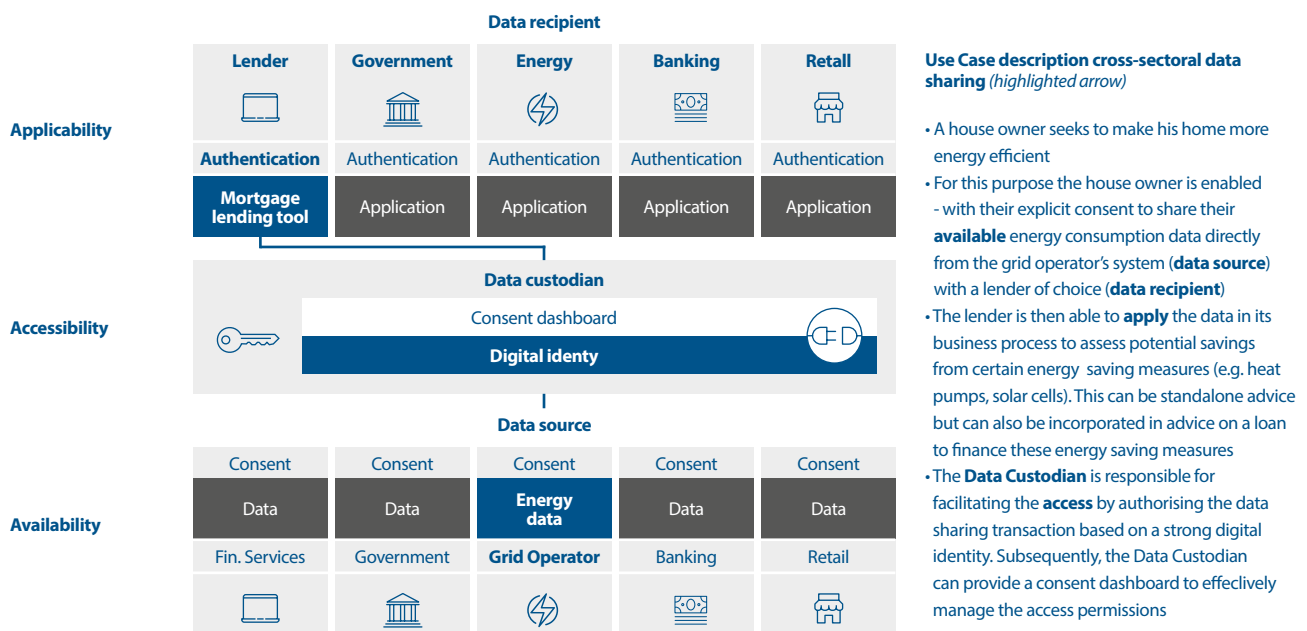 Data recipient
Lender
Government
Energy
Banking
Retall
Applicability
Authentication
Authentication
Authentication
Authentication
Authentication
Mortgage
lending tool
Application
Application
Application
Application
Data custodian
Accessibility
Consent dashboard
Digital identy
Data source
Consent
Consent
Consent
Consent
Consent
Availability
Data
Data
Energy
data
Data
Data
Fin. Services
Government
Grid Operator
Banking
Retail
Use Case description cross-sectoral data
sharing (highlighted arrow)
• A house owner seeks to make his home more
energy efficient
• For this purpose the house owner is enabled
- with their explicit consent to share their
available energy consumption data directly
from the grid operator's system (data source)
with a lender of choice (data recipient)
• The lender is then able to apply the data in its
business process to assess potential savings
from certain energy saving measures (e.g. heat
pumps, solar cells). This can be standalone advice
but can also be incorporated in advice on a loan
to finance these energy saving measures
• The Data Custodian is responsible for
facilitating the access by authorising the data
sharing transaction based on a strong digital
identity. Subsequently, the Data Custodian
can provide a consent dashboard to effeclively
manage the access permissions